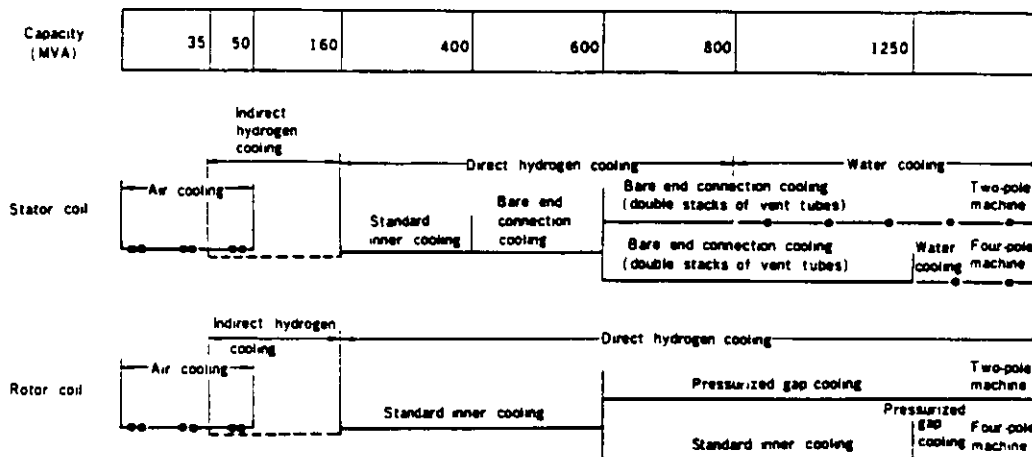 Capacity
(MVA)
35 50 160 400 600 800 1250
Indirect
hydrogen
cooling
Direct hydrogen cooling
Water cooling
Air cooling
Stator coil
Standard
inner cooling
Bare end
connection
cooling
Bare end connection cooling
(double stacks of vent tubes)
Two-pole
machine
Bare end connection cooling
(double stacks of vent tubes)
Water
cooling
Four-pole
machine
Indirect hydrogen
cooling
Direct hydrogen cooling
Air cooling
Rotor coil
Standard inner cooling
Pressurized gap cooling
Two-pole
machine
Standard inner cooling
Pressurized
gap
cooling
Four-pole
machine